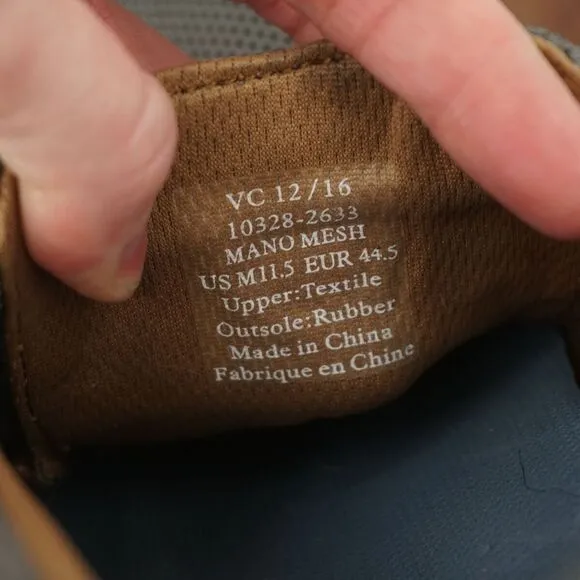 VC 12/16
10328-2633
MANO MESH
US M11.5 EUR 44.5
Upper:Textile
Outsole:Rubber
Made in China
Fabrique en Chine